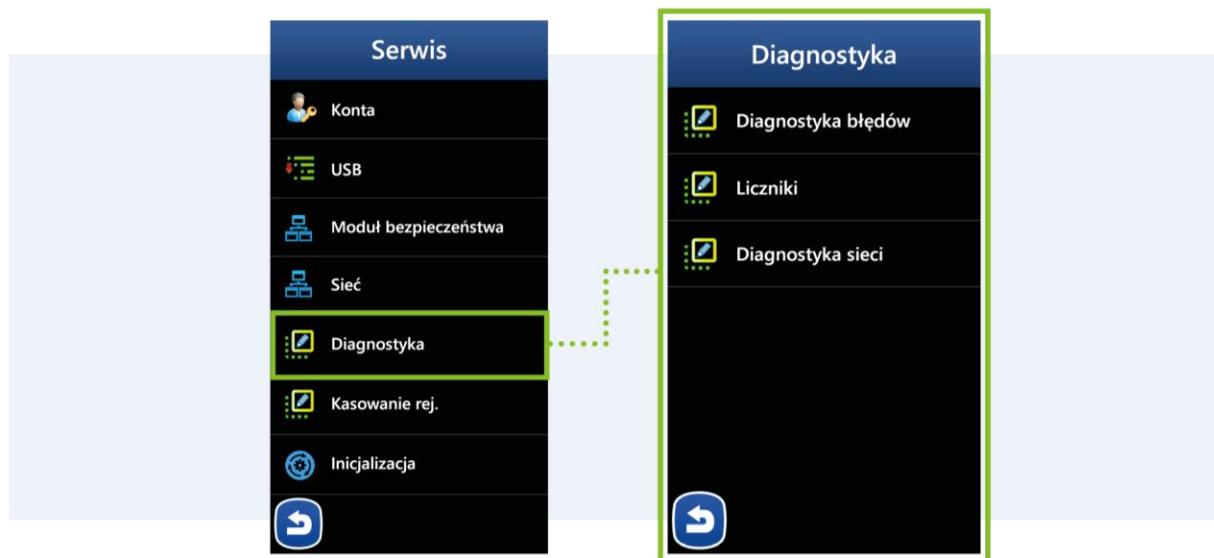 Serwis
Konta
USB
Moduł bezpieczeństwa
Sieć
Diagnostyka
Kasowanie rej.
Inicjalizacja
Diagnostyka
Diagnostyka błędów
Liczniki
Diagnostyka sieci